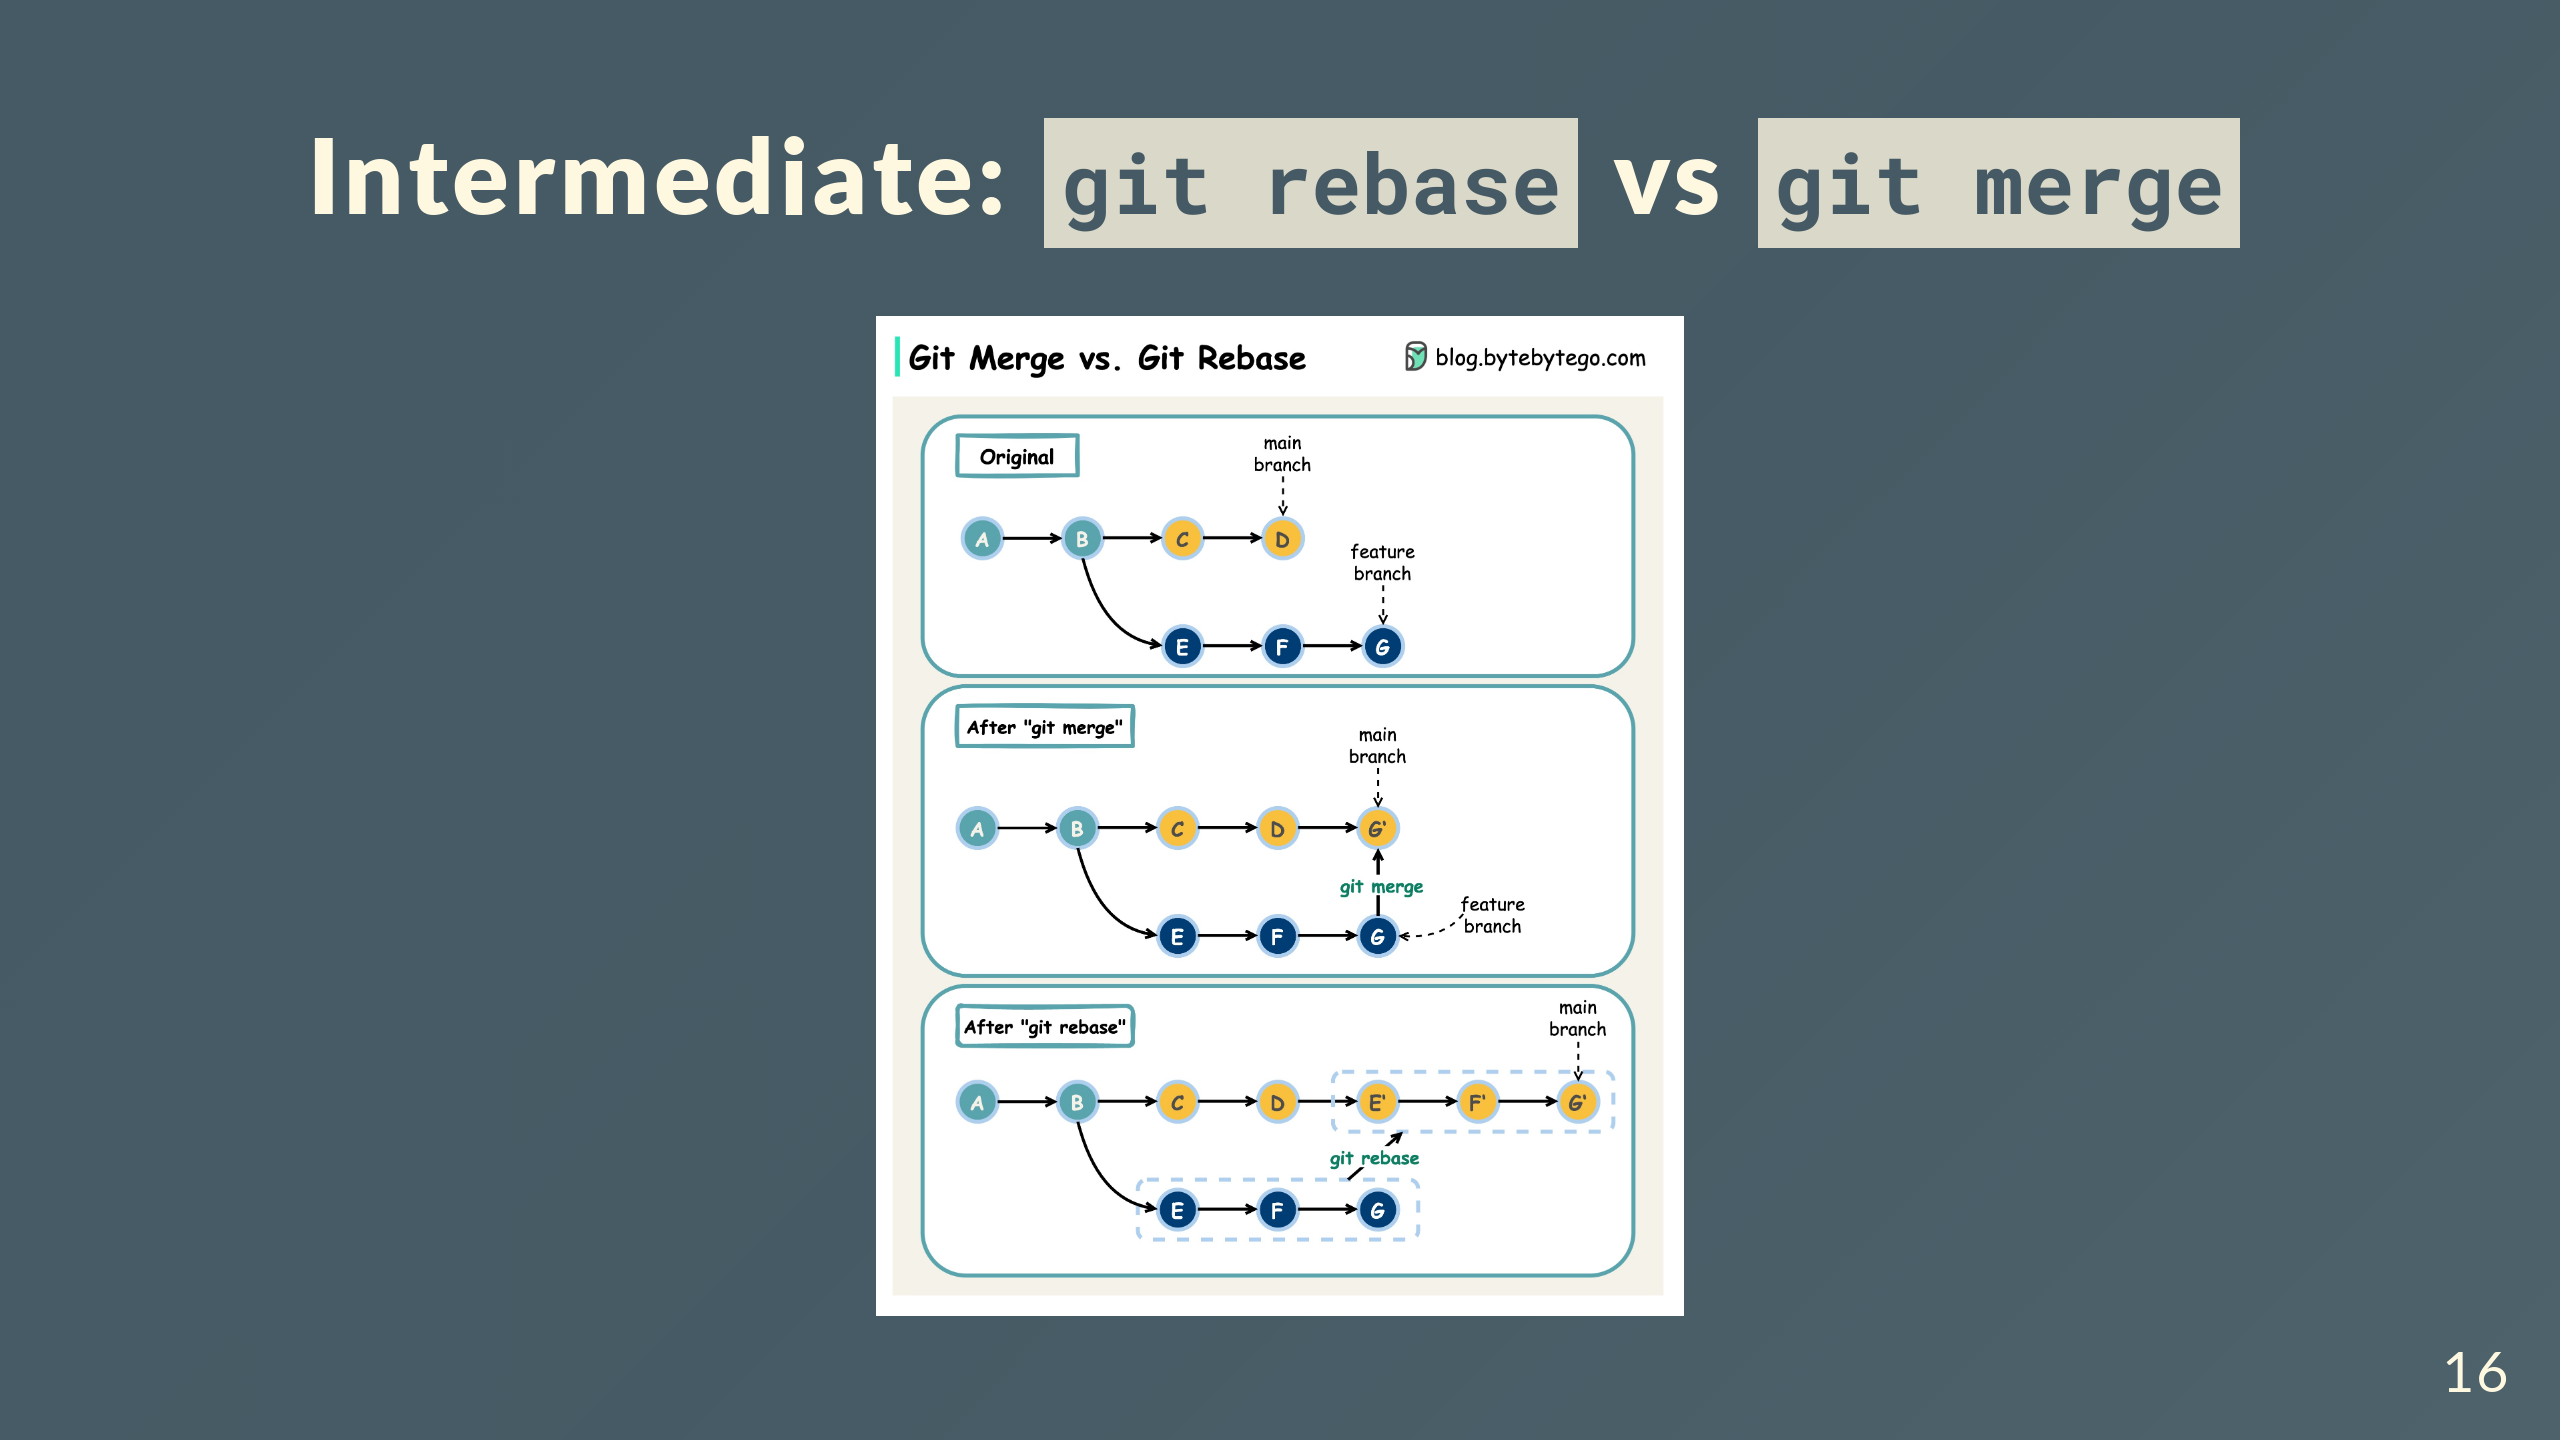 Intermediate: git rebase vs git merge
Git Merge vs. Git Rebase
blog.bytebytego.com
Original
main
branch
A
B
C
D
feature
branch
E
F
G
After "git merge"
main
branch
A
B
C
D
G'
git merge
feature
branch
E
F
G
After "git rebase"
main
branch
A
B
C
D
E'
F'
G'
git rebase
E
F
G
16